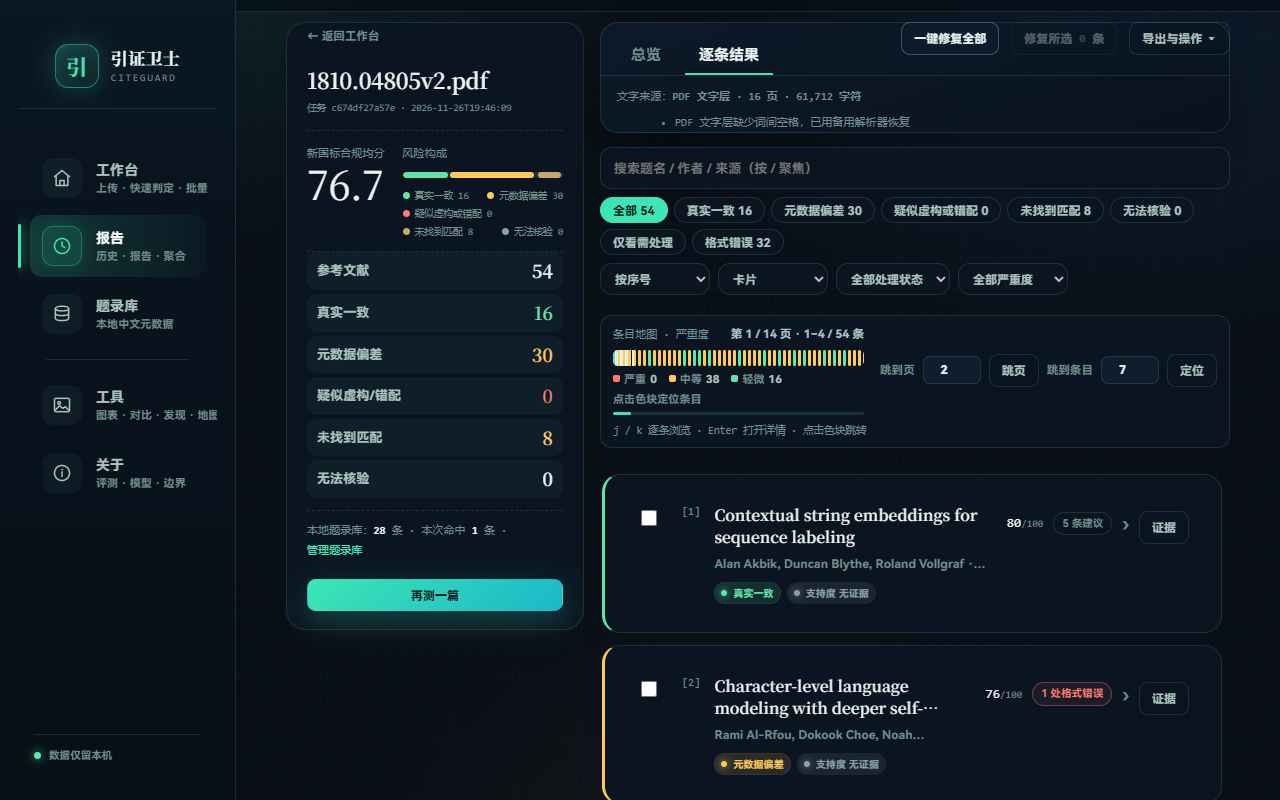 引
引证卫士
CITEGUARD
工作台
上传 · 快速判定 · 批量
报告
历史 · 报告 · 聚合
题录库
本地中文元数据
工具
图表 · 对比 · 发现 · 地图
关于
评测 · 模型 · 边界
数据仅留本机
← 返回工作台
1810.04805v2.pdf
任务 c674df27a57e · 2026-11-26T19:46:09
新国标合规均分
76.7
风险构成
真实一致 16
元数据偏差 30
疑似虚构或错配 0
未找到匹配 8
无法核验 0
参考文献 54
真实一致 16
元数据偏差 30
疑似虚构/错配 0
未找到匹配 8
无法核验 0
本地题录库: 28 条 · 本次命中 1 条 ·
管理题录库
再测一篇
总览
逐条结果
一键修复全部
修复所选 0 条
导出与操作
文字来源: PDF 文字层 · 16 页 · 61,712 字符
• PDF 文字层缺少词间空格，已用备用解析器恢复
搜索题名 / 作者 / 来源（按 / 聚焦）
全部 54
真实一致 16
元数据偏差 30
疑似虚构或错配 0
未找到匹配 8
无法核验 0
仅看需处理
格式错误 32
按序号
卡片
全部处理状态
全部严重度
条目地图 · 严重度
第 1 / 14 页 · 1–4 / 54 条
严重 0
中等 38
轻微 16
点击色块定位条目
j / k 逐条浏览 · Enter 打开详情 · 点击色块跳转
跳到页
2
跳页
跳到条目
7
定位
[1]
Contextual string embeddings for
sequence labeling
Alan Akbik, Duncan Blythe, Roland Vollgraf ·…
真实一致
支持度 无证据
80/100
5 条建议
›
证据
[2]
Character-level language
modeling with deeper self-…
Rami Al-Rfou, Dokook Choe, Noah…
元数据偏差
支持度 无证据
76/100
1 处格式错误
›
证据